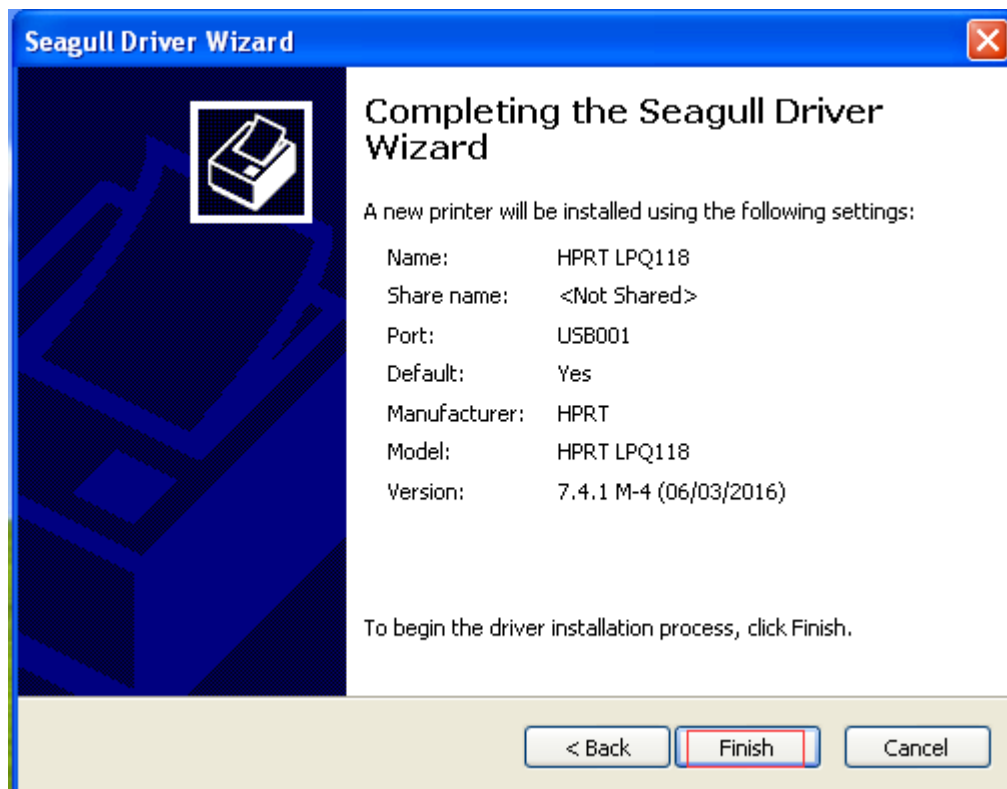 Seagull Driver Wizard
Completing the Seagull Driver
Wizard
A new printer will be installed using the following settings:
Name: HPRT LPQ118
Share name: <Not Shared>
Port: USB001
Default: Yes
Manufacturer: HPRT
Model: HPRT LPQ118
Version: 7.4.1 M-4 (06/03/2016)
To begin the driver installation process, click Finish.
< Back Finish Cancel